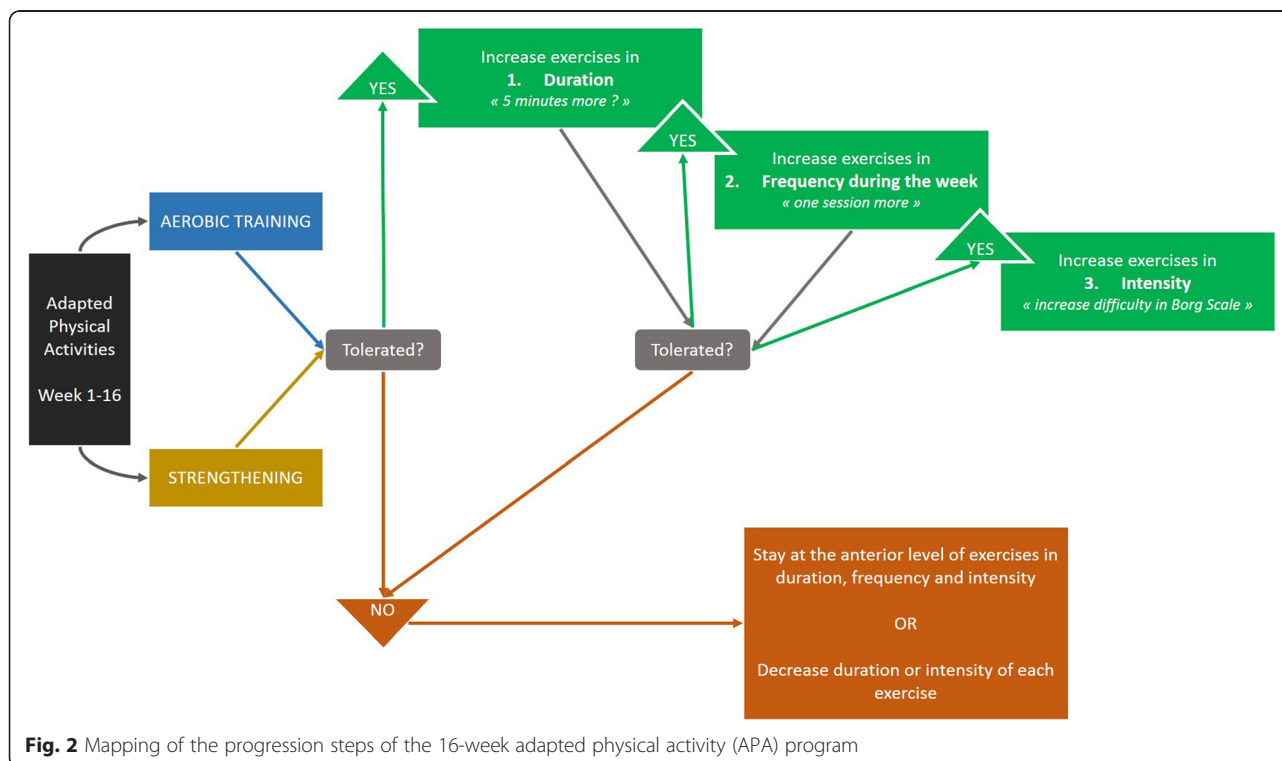 YES
Increase exercises in
1. Duration
« 5 minutes more ? »
YES
Increase exercises in
2. Frequency during the week
« one session more »
YES
Increase exercises in
3. Intensity
« increase difficulty in Borg Scale »
AEROBIC TRAINING
Adapted
Physical
Activities
Week 1-16
Tolerated?
Tolerated?
STRENGTHENING
NO
Stay at the anterior level of exercises in
duration, frequency and intensity
OR
Decrease duration or intensity of each
exercise
Fig. 2 Mapping of the progression steps of the 16-week adapted physical activity (APA) program